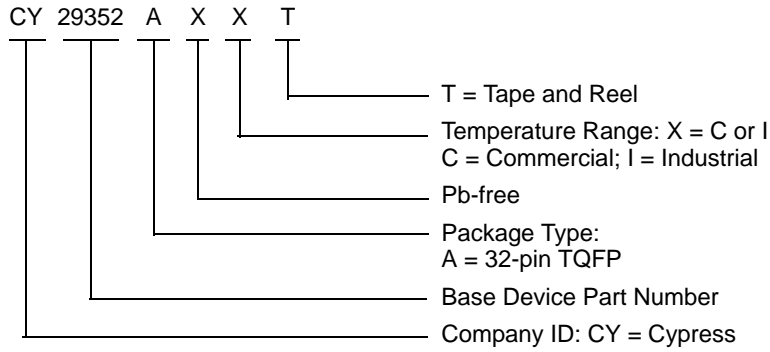 CY 29352 A X X T
T = Tape and Reel
Temperature Range: X = C or I
C = Commercial; I = Industrial
Pb-free
Package Type:
A = 32-pin TQFP
Base Device Part Number
Company ID: CY = Cypress